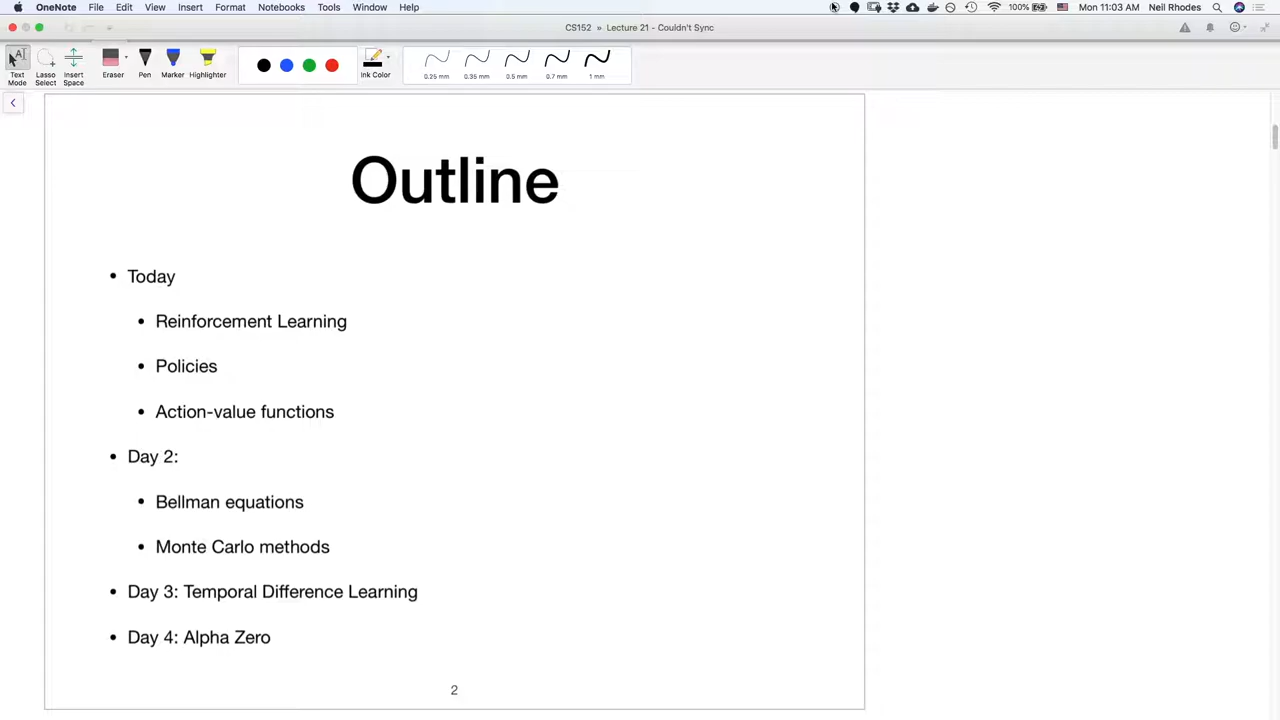 OneNote File Edit View Insert Format Notebooks Tools Window Help 100% Mon 11:03 AM Neil Rhodes
CS152 » Lecture 21 - Couldn't Sync
Text Mode
Lasso Select
Insert Space
Eraser
Pen
Marker
Highlighter
Ink Color
0.25 mm
0.35 mm
0.5 mm
0.7 mm
1 mm
Outline
• Today
• Reinforcement Learning
• Policies
• Action-value functions
• Day 2:
• Bellman equations
• Monte Carlo methods
• Day 3: Temporal Difference Learning
• Day 4: Alpha Zero
2